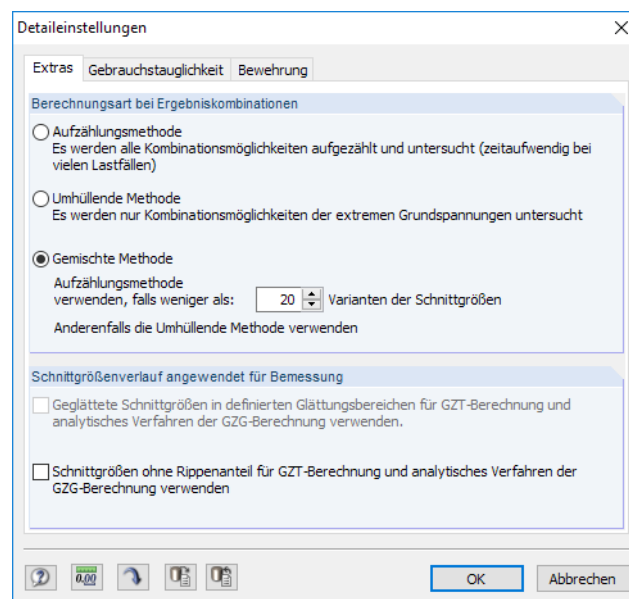 Detaileinstellungen
Extras Gebrauchstauglichkeit Bewehrung
Berechnungsart bei Ergebniskombinationen
Aufzählungsmethode
Es werden alle Kombinationsmöglichkeiten aufgezählt und untersucht (zeitaufwendig bei
vielen Lastfällen)
Umhüllende Methode
Es werden nur Kombinationsmöglichkeiten der extremen Grundspannungen untersucht
Gemischte Methode
Aufzählungsmethode
verwenden, falls weniger als: 20 Varianten der Schnittgrößen
Anderenfalls die Umhüllende Methode verwenden
Schnittgrößenverlauf angewendet für Bemessung
Geglättete Schnittgrößen in definierten Glättungsbereichen für GZT-Berechnung und
analytisches Verfahren der GZG-Berechnung verwenden.
Schnittgrößen ohne Rippenanteil für GZT-Berechnung und analytisches Verfahren der
GZG-Berechnung verwenden
0.00 OK Abbrechen